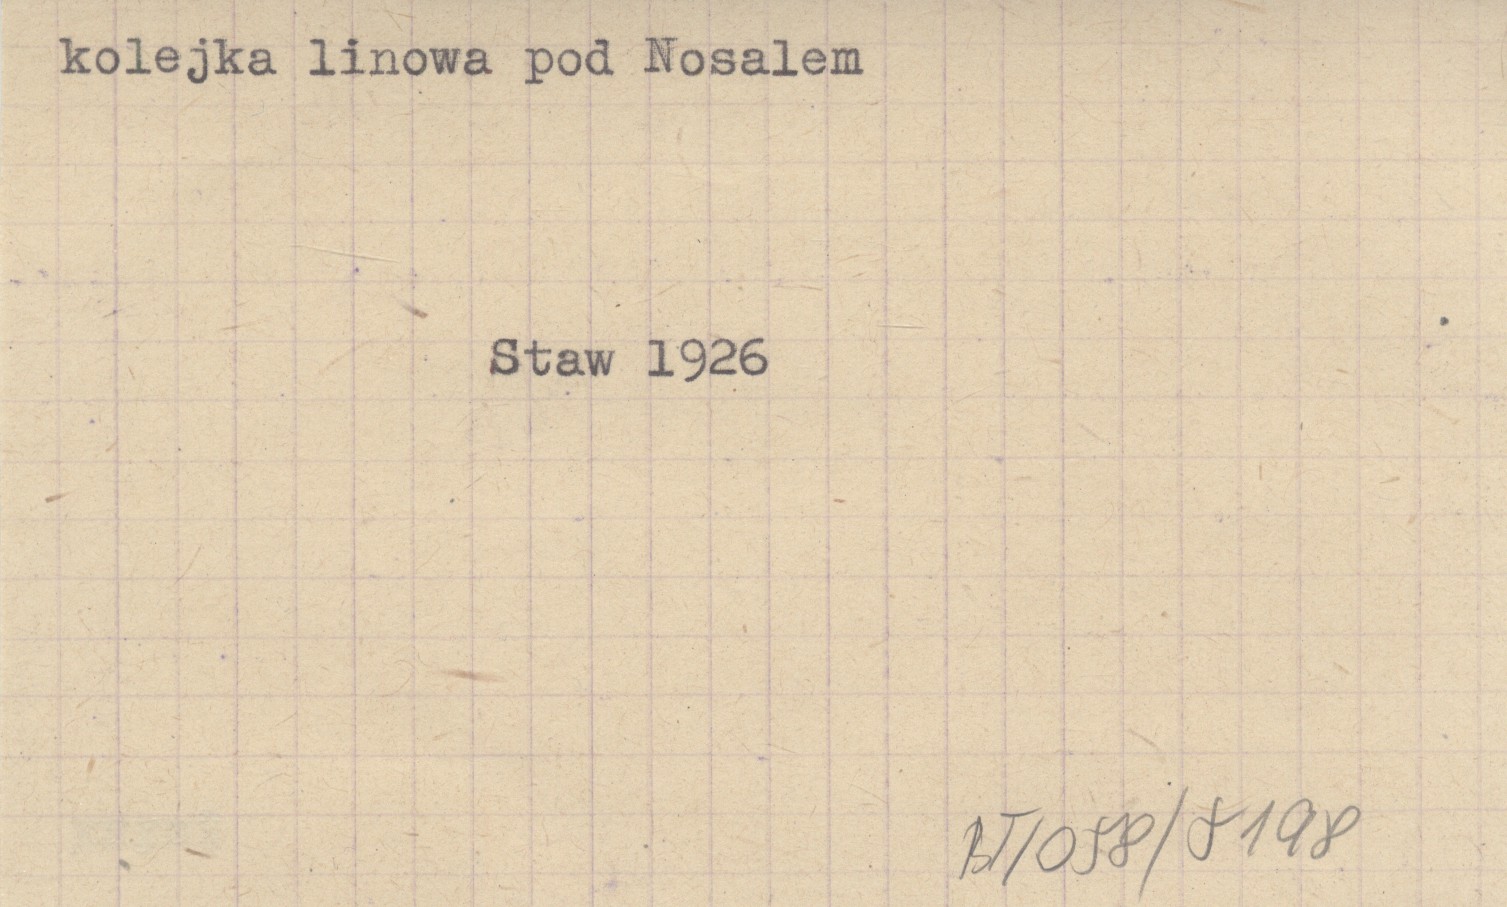 kolejka linowa pod Nosalem
Staw 1926
BT/058/8198